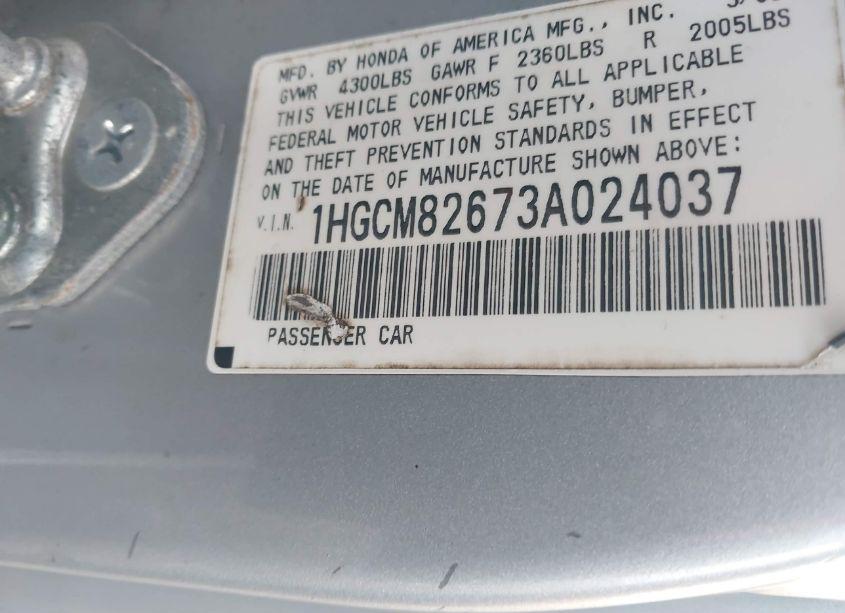 MFD. BY HONDA OF AMERICA MFG., INC.
GVWR 4300LBS GAWR F 2360LBS R 2005LBS
THIS VEHICLE CONFORMS TO ALL APPLICABLE
FEDERAL MOTOR VEHICLE SAFETY, BUMPER,
AND THEFT PREVENTION STANDARDS IN EFFECT
ON THE DATE OF MANUFACTURE SHOWN ABOVE:
V.I.N. 1HGCM82673A024037
PASSENGER CAR